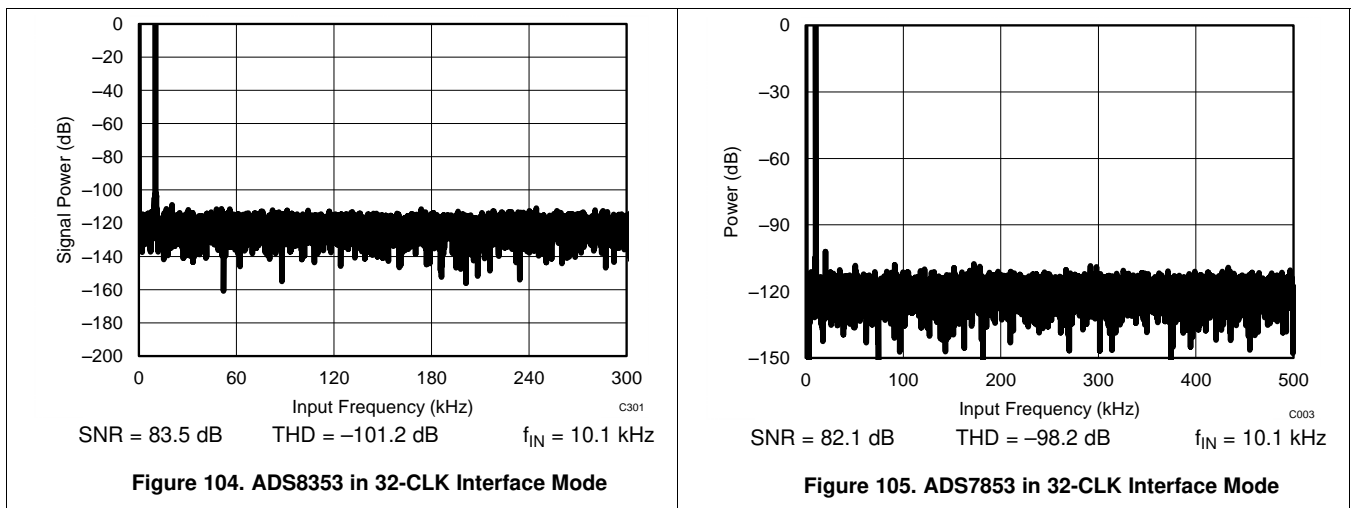 0
–20
–40
–60
–80
–100
–120
–140
–160
–180
–200
Signal Power (dB)
0 60 120 180 240 300
Input Frequency (kHz)
C301
SNR = 83.5 dB THD = –101.2 dB fIN = 10.1 kHz
Figure 104. ADS8353 in 32-CLK Interface Mode
0
–30
–60
–90
–120
–150
Power (dB)
0 100 200 300 400 500
Input Frequency (kHz)
C003
SNR = 82.1 dB THD = –98.2 dB fIN = 10.1 kHz
Figure 105. ADS7853 in 32-CLK Interface Mode